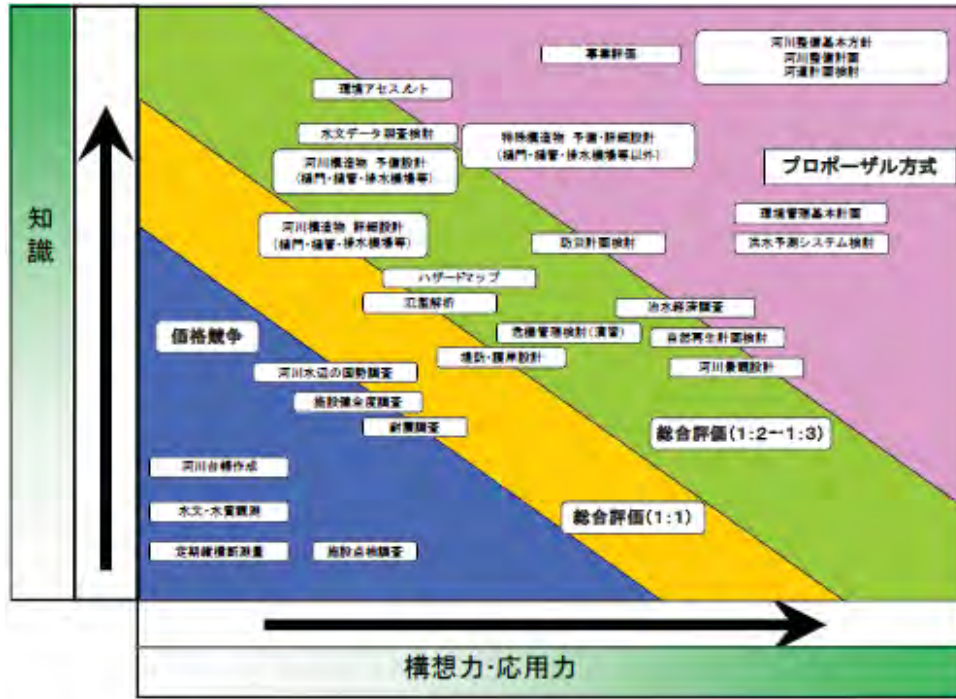 知識
事業評価
河川整備基本方針
河川整備計画
河道計画検討
環境アセスメント
水文データ調査検討
河川構造物 予備設計
(樋門・樋管・排水機場等)
特殊構造物 予備・詳細設計
(樋門・樋管・排水機場等以外)
プロポーザル方式
河川構造物 詳細設計
(樋門・樋管・排水機場等)
環境管理基本計画
防災計画検討
洪水予測システム検討
ハザードマップ
氾濫解析
治水経済調査
価格競争
危機管理検討(演習)
自然再生計画検討
堤防・護岸設計
河川景観設計
河川水辺の国勢調査
施設健全度調査
耐震調査
総合評価(1:2ー1:3)
河川台帳作成
水文・水質観測
総合評価(1:1)
定期縦横断測量
施設点検調査
構想力・応用力